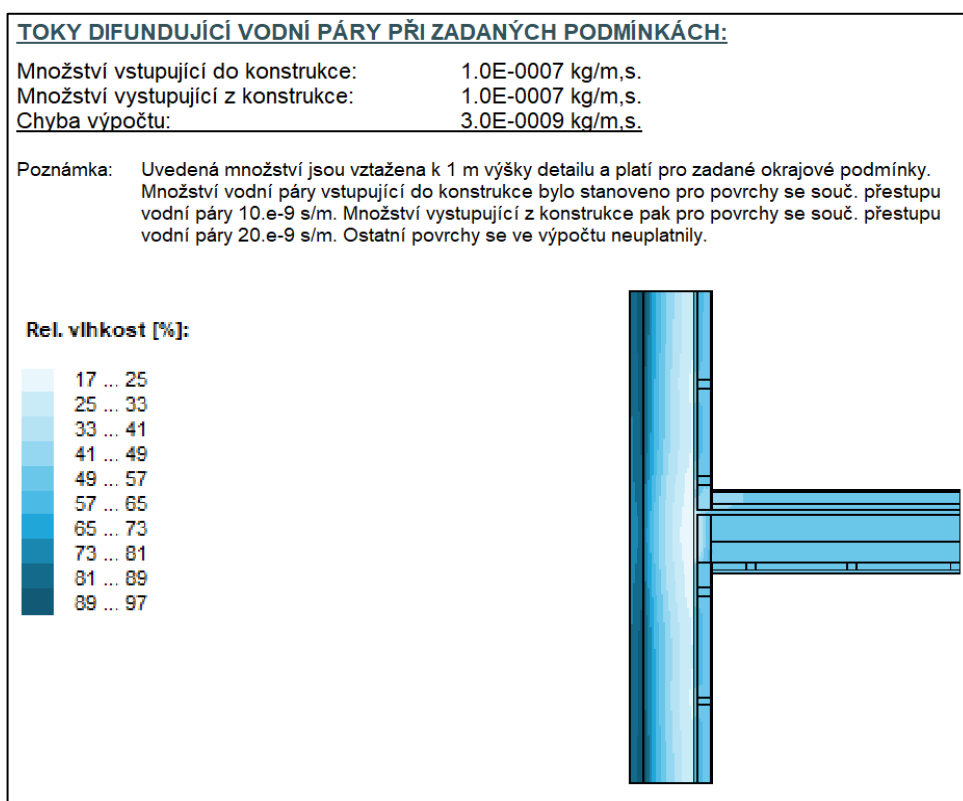 TOKY DIFUNDUJÍCÍ VODNÍ PÁRY PŘI ZADANÝCH PODMÍNKÁCH:
Množství vstupující do konstrukce: 1.0E-0007 kg/m,s.
Množství vystupující z konstrukce: 1.0E-0007 kg/m,s.
Chyba výpočtu: 3.0E-0009 kg/m,s.
Poznámka: Uvedená množství jsou vztažena k 1 m výšky detailu a platí pro zadané okrajové podmínky.
Množství vodní páry vstupující do konstrukce bylo stanoveno pro povrchy se souč. přestupu
vodní páry 10.e-9 s/m. Množství vystupující z konstrukce pak pro povrchy se souč. přestupu
vodní páry 20.e-9 s/m. Ostatní povrchy se ve výpočtu neuplatnily.
Rel. vlhkost [%]:
17 ... 25
25 ... 33
33 ... 41
41 ... 49
49 ... 57
57 ... 65
65 ... 73
73 ... 81
81 ... 89
89 ... 97